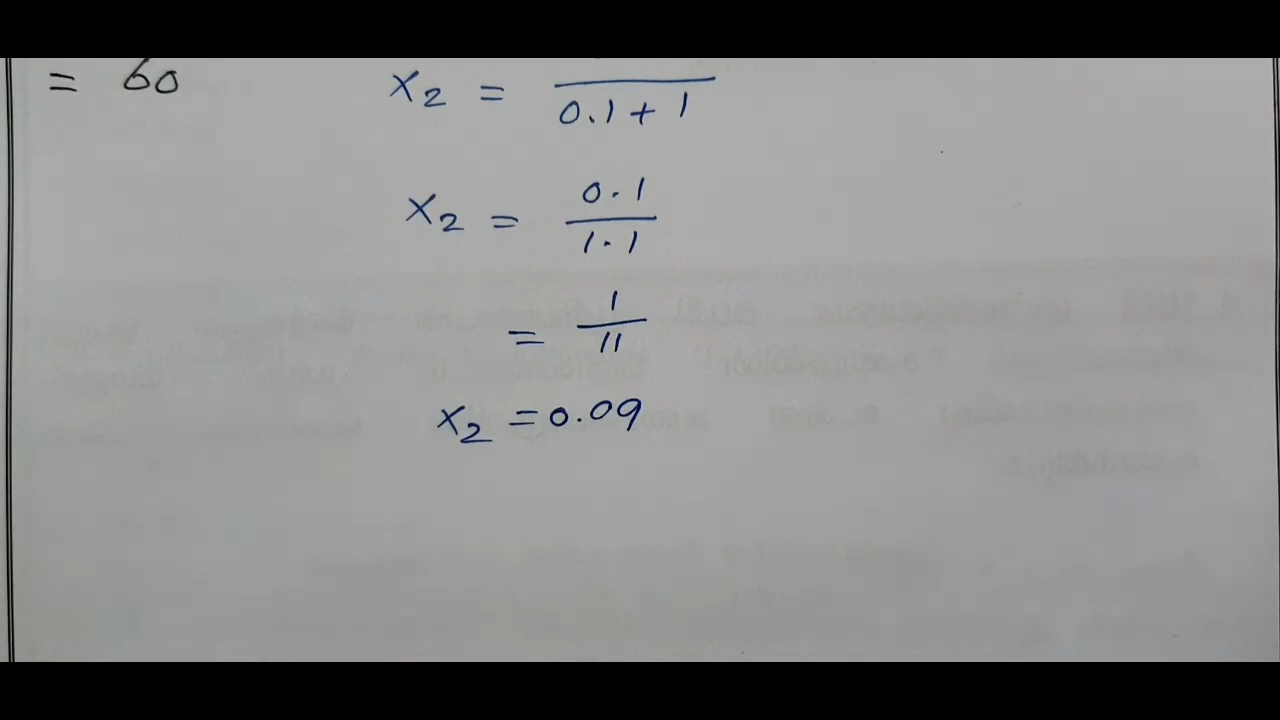 = 60
x₂ = ―
0.1 + 1
x₂ = 0.1 / 1.1
= 1 / 11
x₂ = 0.09